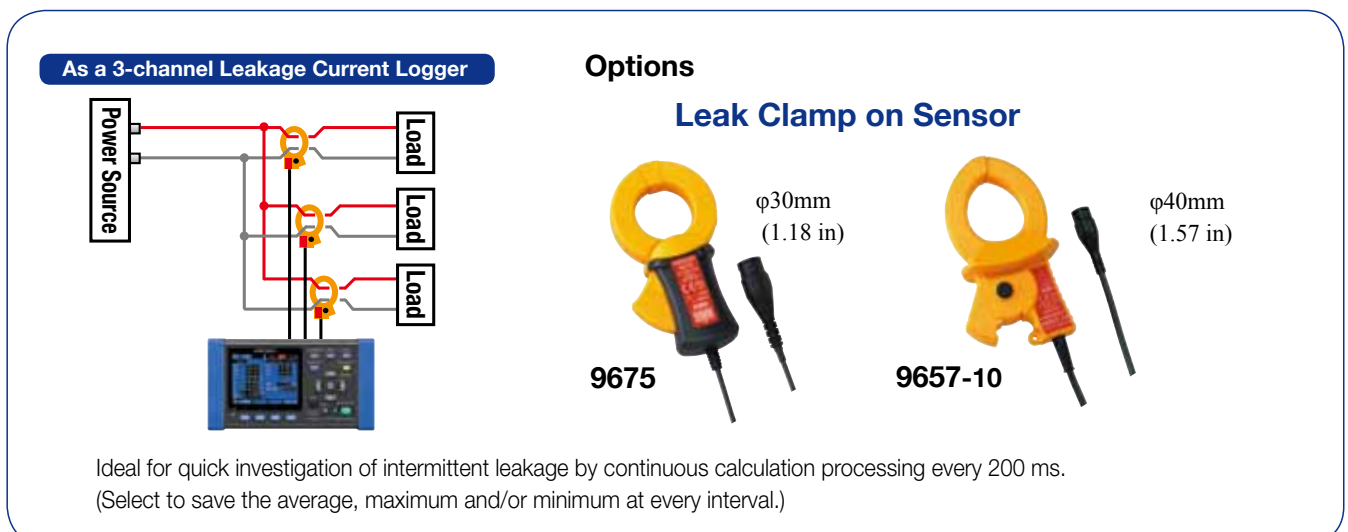 As a 3-channel Leakage Current Logger
Power Source
Load
Load
Load
Options
Leak Clamp on Sensor
φ30mm
(1.18 in)
9675
φ40mm
(1.57 in)
9657-10
Ideal for quick investigation of intermittent leakage by continuous calculation processing every 200 ms.
(Select to save the average, maximum and/or minimum at every interval.)